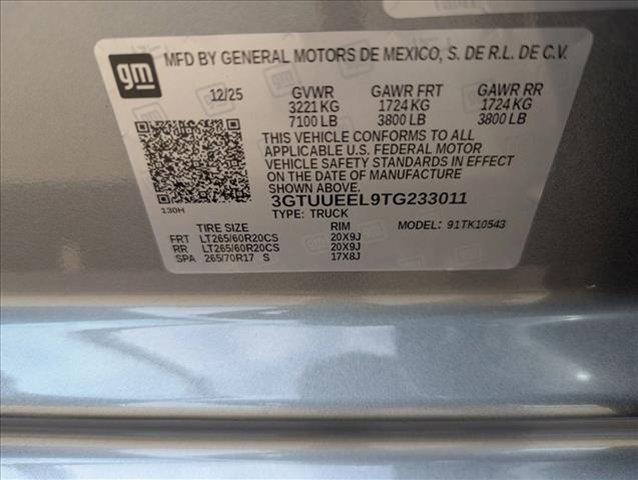 gm
MFD BY GENERAL MOTORS DE MEXICO, S. DE R.L. DE C.V.
12/25 GVWR GAWR FRT GAWR RR
3221 KG 1724 KG 1724 KG
7100 LB 3800 LB 3800 LB
THIS VEHICLE CONFORMS TO ALL
APPLICABLE U.S. FEDERAL MOTOR
VEHICLE SAFETY STANDARDS IN EFFECT
ON THE DATE OF MANUFACTURE
SHOWN ABOVE.
3GTUUEEL9TG233011
130H TYPE: TRUCK
TIRE SIZE RIM MODEL: 91TK10543
FRT LT265/60R20CS 20X9J
RR LT265/60R20CS 20X9J
SPA 265/70R17 S 17X8J